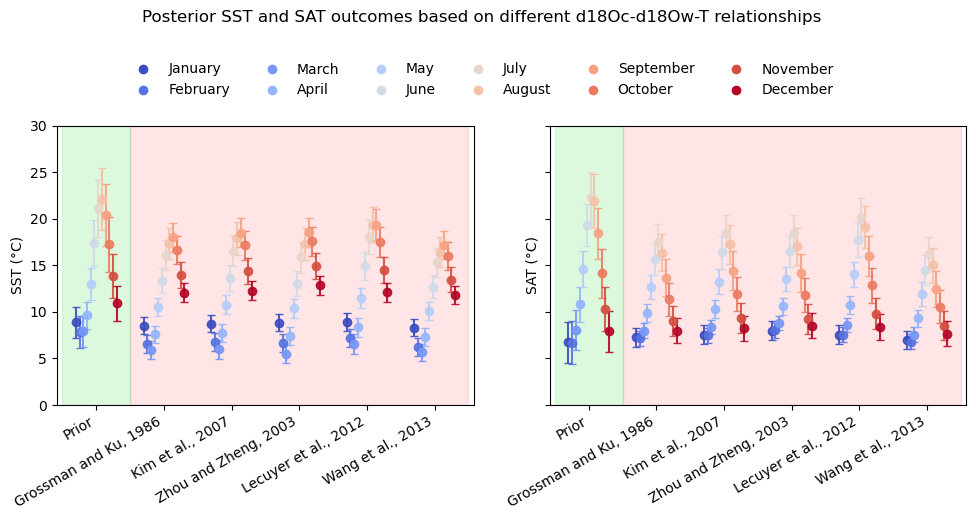 Posterior SST and SAT outcomes based on different d18Oc-d18Ow-T relationships
January March May July September November
February April June August October December
30
25
20
15
10
5
0
SST (°C)
SAT (°C)
Prior
Grossman and Ku, 1986
Kim et al., 2007
Zhou and Zheng, 2003
Lecuyer et al., 2012
Wang et al., 2013
Prior
Grossman and Ku, 1986
Kim et al., 2007
Zhou and Zheng, 2003
Lecuyer et al., 2012
Wang et al., 2013